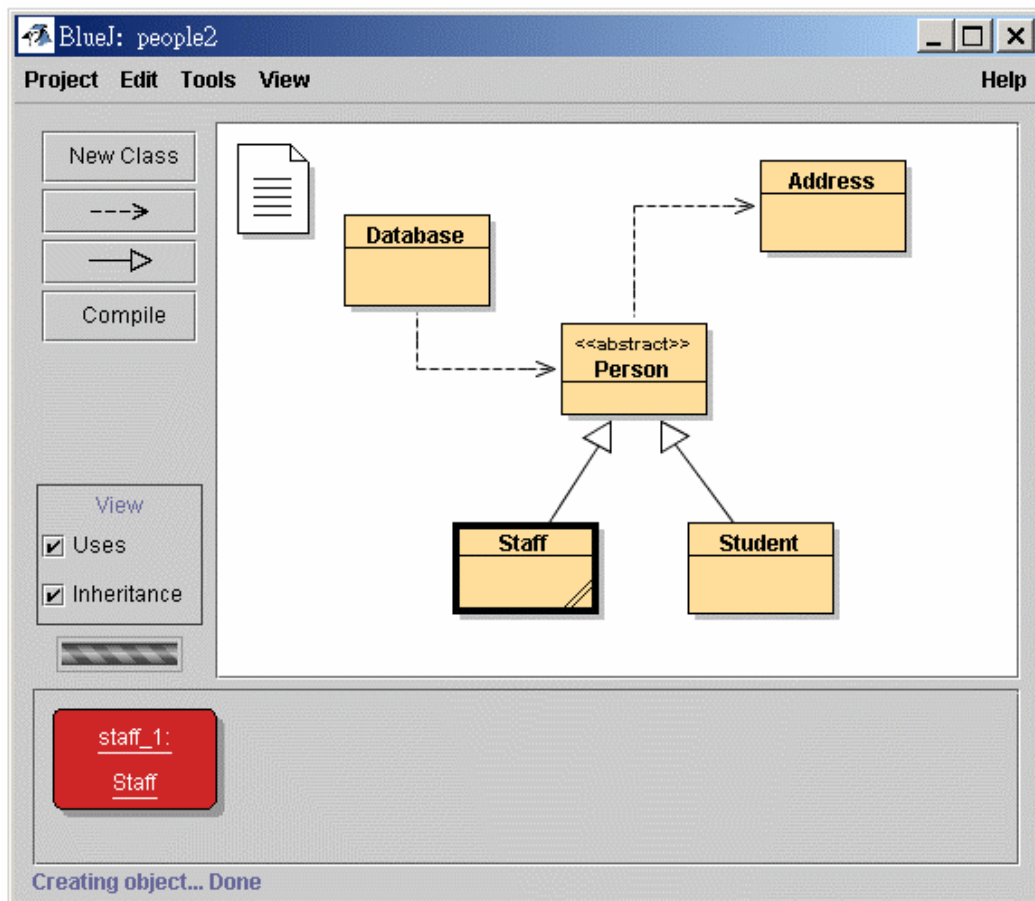 BlueJ: people2
Project Edit Tools View Help
New Class
Compile
View
Uses
Inheritance
Database
Address
<<abstract>>
Person
Staff
Student
staff_1:
Staff
Creating object... Done